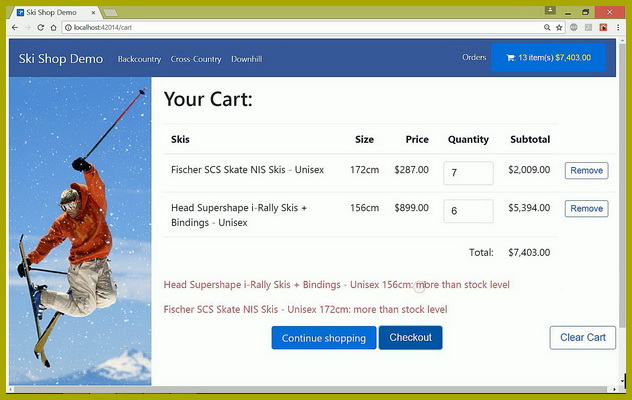 Ski Shop Demo
localhost:42014/cart
Ski Shop Demo Backcountry Cross-Country Downhill Orders 13 item(s) $7,403.00
Your Cart:
Skis Size Price Quantity Subtotal
Fischer SCS Skate NIS Skis - Unisex 172cm $287.00 7 $2,009.00 Remove
Head Supershape i-Rally Skis + 156cm $899.00 6 $5,394.00 Remove
Bindings - Unisex
Total: $7,403.00
Head Supershape i-Rally Skis + Bindings - Unisex 156cm: more than stock level
Fischer SCS Skate NIS Skis - Unisex 172cm: more than stock level
Continue shopping Checkout Clear Cart